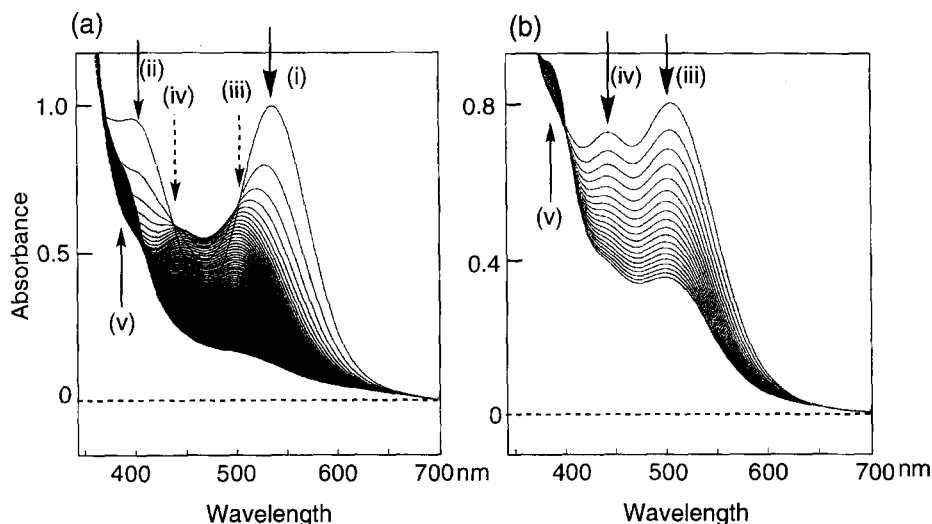 (a)
(b)
(ii)
(iv)
(iii)
(i)
(iv)
(iii)
1.0
0.5
0
0.8
0.4
0
(v)
(v)
Absorbance
400
500
600
700 nm
400
500
600
700 nm
Wavelength
Wavelength